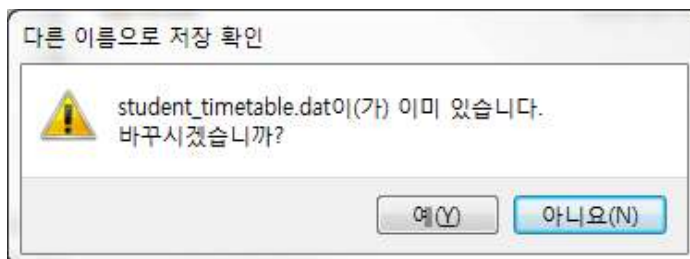 다른 이름으로 저장 확인
student_timetable.dat이(가) 이미 있습니다.
바꾸시겠습니까?
예(Y) 아니요(N)